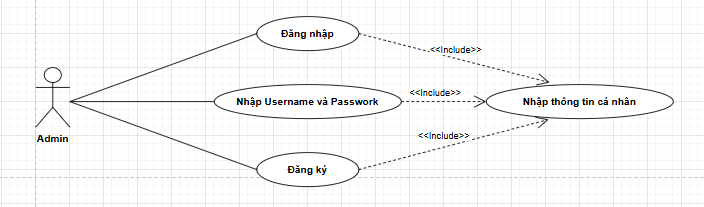 Đăng nhập
<<Include>>
Nhập Username và Passwork
<<Include>>
Nhập thông tin cá nhân
Admin
<<Include>>
Đăng ký